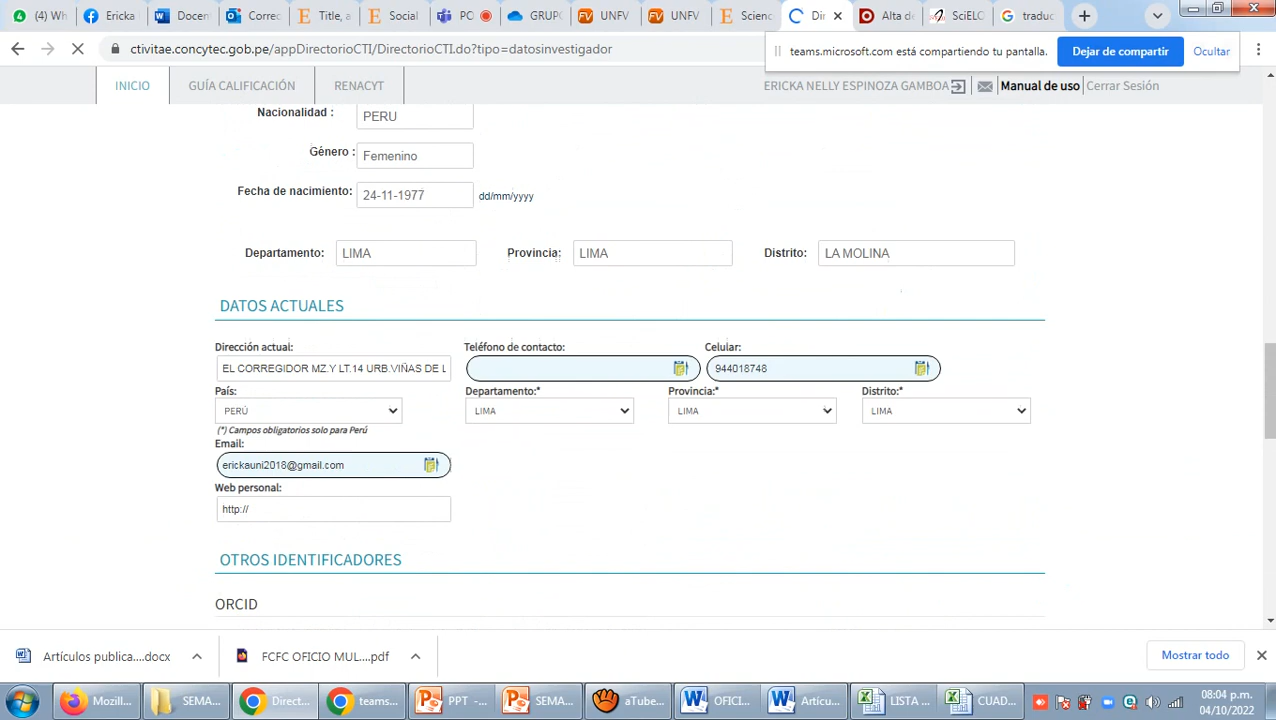 (4) Wh
Ericka
Docen
Correc
Title, a
Social
PC
GRUPC
UNFV
UNFV
Scienc
Dir
Alta de
SciELO
traduc
ctivitae.concytec.gob.pe/appDirectorioCTI/DirectorioCTI.do?tipo=datosinvestigador
teams.microsoft.com está compartiendo tu pantalla.
Dejar de compartir
Ocultar
INICIO
GUÍA CALIFICACIÓN
RENACYT
ERICKA NELLY ESPINOZA GAMBOA
Manual de uso
Cerrar Sesión
Nacionalidad :
PERU
Género :
Femenino
Fecha de nacimiento:
24-11-1977
dd/mm/yyyy
Departamento:
LIMA
Provincia:
LIMA
Distrito:
LA MOLINA
DATOS ACTUALES
Dirección actual:
Teléfono de contacto:
Celular:
EL CORREGIDOR MZ.Y LT.14 URB.VIÑAS DE L
944018748
País:
Departamento:*
Provincia:*
Distrito:*
PERÚ
LIMA
LIMA
LIMA
(*) Campos obligatorios solo para Perú
Email:
erickauni2018@gmail.com
Web personal:
http://
OTROS IDENTIFICADORES
ORCID
Artículos publica....docx
FCFC OFICIO MUL....pdf
Mostrar todo
Mozill...
SEMA...
Direct...
teams...
PPT -...
SEMA...
aTube...
OFICI...
Artícu...
LISTA ...
CUAD...
08:04 p.m.
04/10/2022